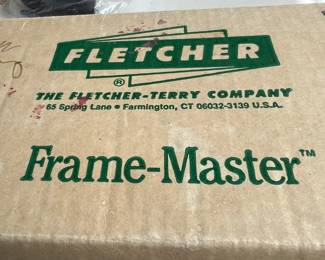 FLETCHER
®
THE FLETCHER-TERRY COMPANY
65 Spring Lane • Farmington, CT 06032-3139 U.S.A.
Frame-Master™